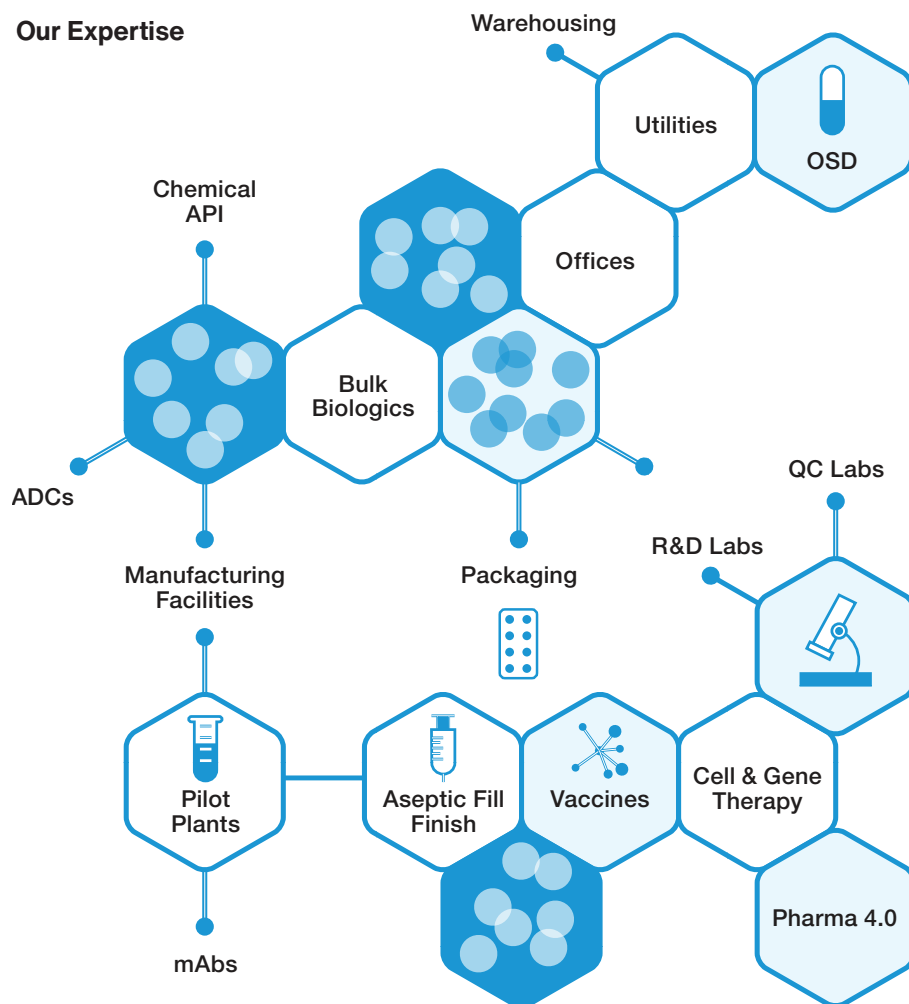 Our Expertise
Warehousing
Utilities
OSD
Chemical
API
Offices
Bulk
Biologics
ADCs
QC Labs
R&D Labs
Manufacturing
Facilities
Packaging
Pilot
Plants
Aseptic Fill
Finish
Vaccines
Cell & Gene
Therapy
Pharma 4.0
mAbs